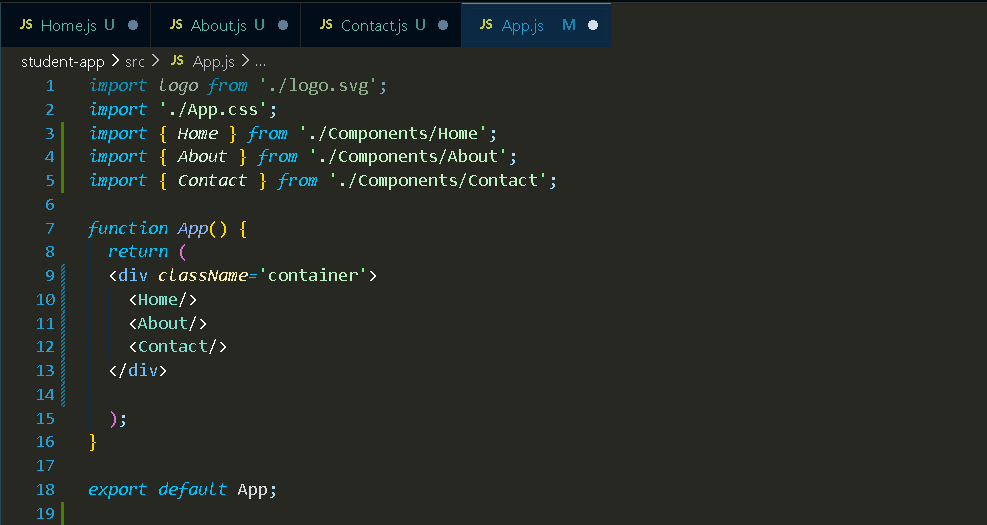 JS Home.js U ● JS About.js U ● JS Contact.js U ● JS App.js M ●
student-app > src > JS App.js > ...
1 import logo from './logo.svg';
2 import './App.css';
3 import { Home } from './Components/Home';
4 import { About } from './Components/About';
5 import { Contact } from './Components/Contact';
6
7 function App() {
8 return (
9 <div className='container'>
10 <Home/>
11 <About/>
12 <Contact/>
13 </div>
14
15 );
16 }
17
18 export default App;
19